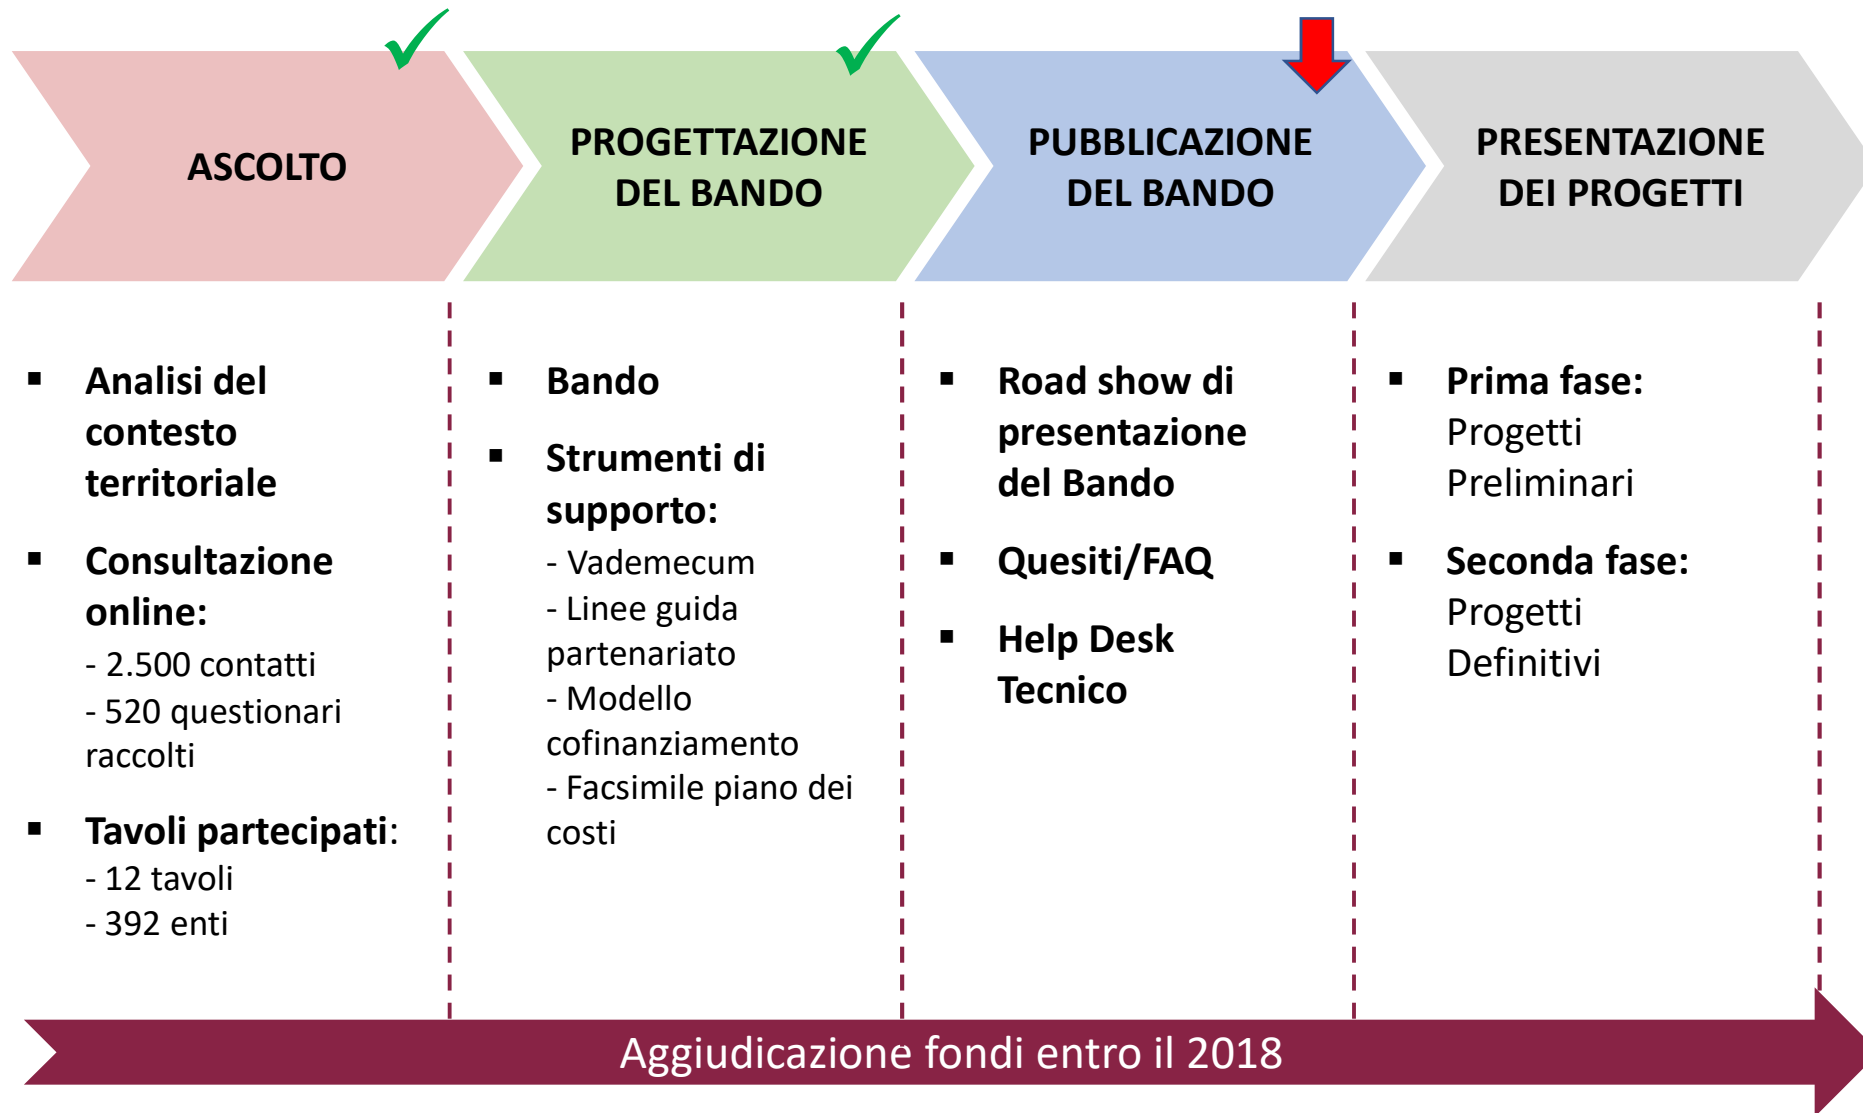 ASCOLTO
PROGETTAZIONE
DEL BANDO
PUBBLICAZIONE
DEL BANDO
PRESENTAZIONE
DEI PROGETTI
▪ Analisi del
contesto
territoriale
▪ Consultazione
online:
- 2.500 contatti
- 520 questionari
raccolti
▪ Tavoli partecipati:
- 12 tavoli
- 392 enti
▪ Bando
▪ Strumenti di
supporto:
- Vademecum
- Linee guida
partenariato
- Modello
cofinanziamento
- Facsimile piano dei
costi
▪ Road show di
presentazione
del Bando
▪ Quesiti/FAQ
▪ Help Desk
Tecnico
▪ Prima fase:
Progetti
Preliminari
▪ Seconda fase:
Progetti
Definitivi
Aggiudicazione fondi entro il 2018